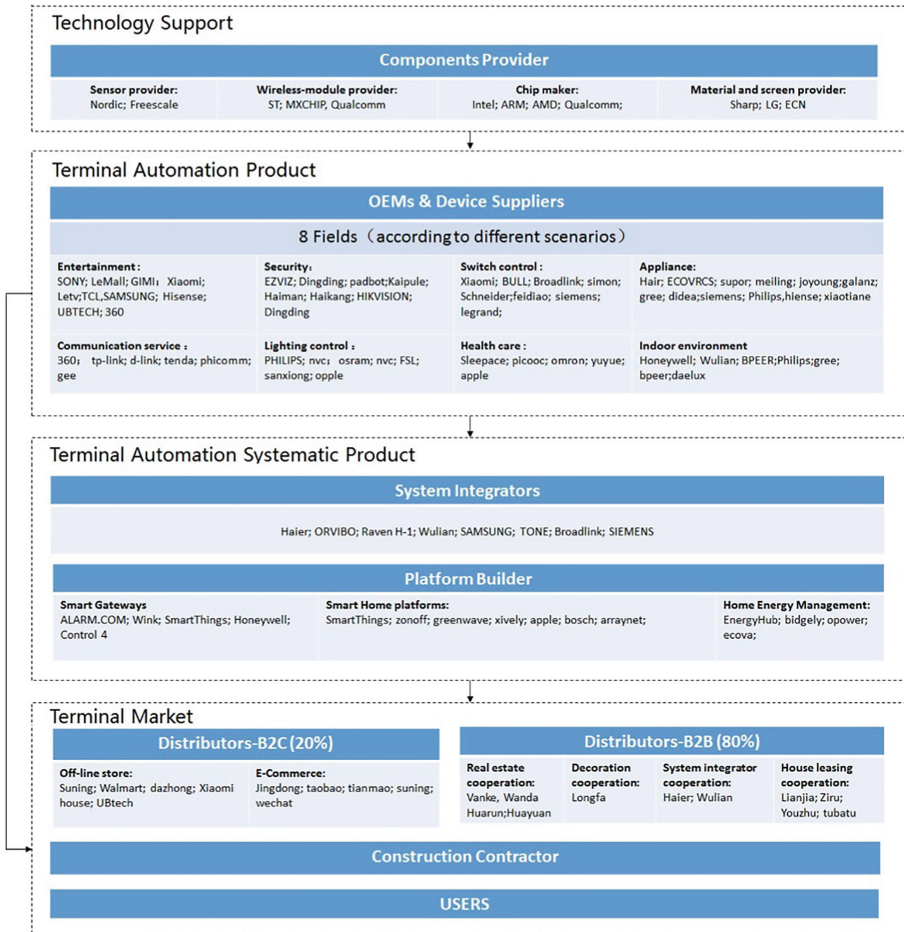 Technology Support
Components Provider
Sensor provider:
Nordic; Freescale
Wireless-module provider:
ST; MXCHIP, Qualcomm
Chip maker:
Intel; ARM; AMD; Qualcomm;
Material and screen provider:
Sharp; LG; ECN
Terminal Automation Product
OEMs & Device Suppliers
8 Fields（according to different scenarios）
Entertainment :
SONY; LeMall; GIMI； Xiaomi;
Letv;TCL,SAMSUNG; Hisense;
UBTECH; 360
Security；
EZVIZ; Dingding; padbot;Kaipule;
Haiman; Haikang; HIKVISION;
Dingding
Switch control :
Xiaomi; BULL; Broadlink; simon;
Schneider;feidiao; siemens;
legrand;
Appliance:
Hair; ECOVRCS; supor; meiling; joyoung;galanz;
gree; didea;siemens; Philips,hiense; xiaotiane
Communication service：
360； tp-link; d-link; tenda; phicomm;
gee
Lighting control：
PHILIPS; nvc； osram; nvc; FSL;
sanxiong; opple
Health care :
Sleepace; picooc; omron; yuyue;
apple
Indoor environment
Honeywell; Wulian; BPEER;Philips;gree;
bpeer;daelux
Terminal Automation Systematic Product
System Integrators
Haier; ORVIBO; Raven H-1; Wulian; SAMSUNG; TONE; Broadlink; SIEMENS
Platform Builder
Smart Gateways
ALARM.COM; Wink; SmartThings; Honeywell;
Control 4
Smart Home platforms:
SmartThings; zonoff; greenwave; xively; apple; bosch; arraynet;
Home Energy Management:
EnergyHub; bidgely; opower;
ecova;
Terminal Market
Distributors-B2C (20%)
Off-line store:
Suning; Walmart; dazhong; Xiaomi
house; UBtech
E-Commerce:
Jingdong; taobao; tianmao; suning;
wechat
Distributors-B2B (80%)
Real estate
cooperation:
Vanke, Wanda
Huarun;Huayuan
Decoration
cooperation:
Longfa
System integrator
cooperation:
Haier; Wulian
House leasing
cooperation:
Lianjia; Ziru;
Youzhu; tubatu
Construction Contractor
USERS